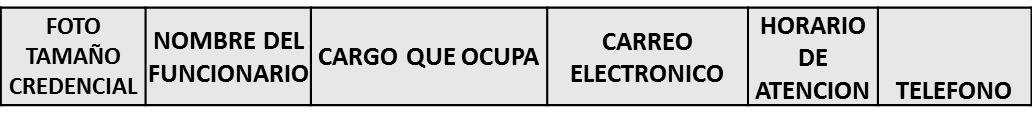 FOTO
TAMAÑO
CREDENCIAL
NOMBRE DEL
FUNCIONARIO
CARGO QUE OCUPA
CARREO
ELECTRONICO
HORARIO
DE
ATENCION
TELEFONO